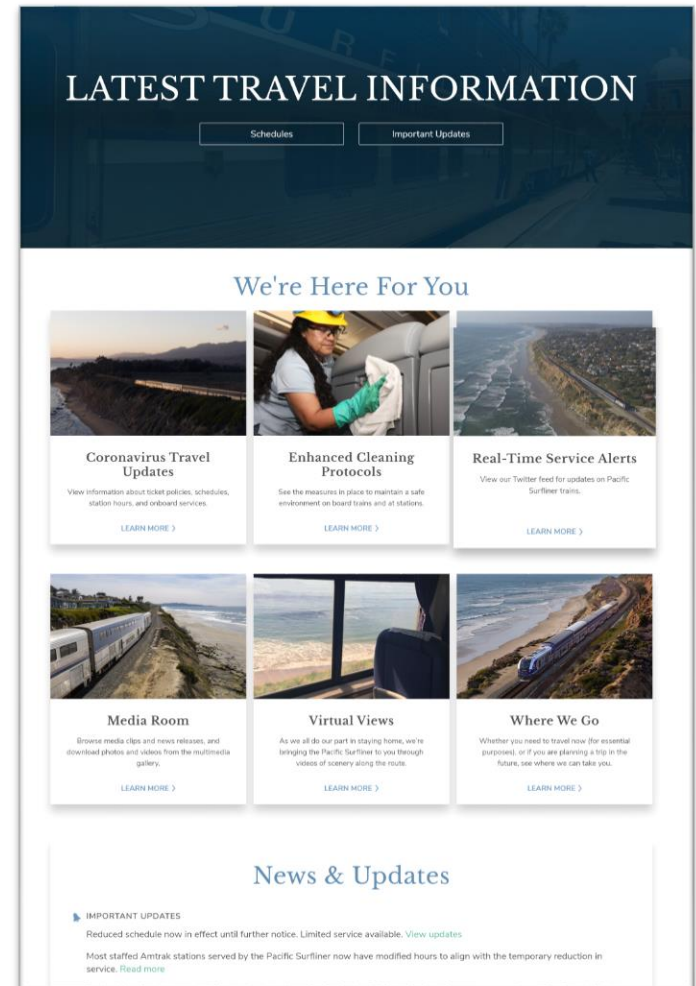 LATEST TRAVEL INFORMATION
Schedules
Important Updates
We're Here For You
Coronavirus Travel
Updates
View information about ticket policies, schedules,
station hours, and onboard services.
LEARN MORE 〉
Enhanced Cleaning
Protocols
See the measures in place to maintain a safe
environment on board trains and at stations.
LEARN MORE 〉
Real-Time Service Alerts
View our Twitter feed for updates on Pacific
Surfliner trains.
LEARN MORE 〉
Media Room
Browse media clips and news releases, and
download photos and videos from the multimedia
gallery.
LEARN MORE 〉
Virtual Views
As we all do our part in staying home, we're
bringing the Pacific Surfliner to you through
videos of scenery along the route.
LEARN MORE 〉
Where We Go
Whether you need to travel now (for essential
purposes), or if you are planning a trip in the
future, see where we can take you.
LEARN MORE 〉
News & Updates
IMPORTANT UPDATES
Reduced schedule now in effect until further notice. Limited service available. View updates
Most staffed Amtrak stations served by the Pacific Surfliner now have modified hours to align with the temporary reduction in
service. Read more